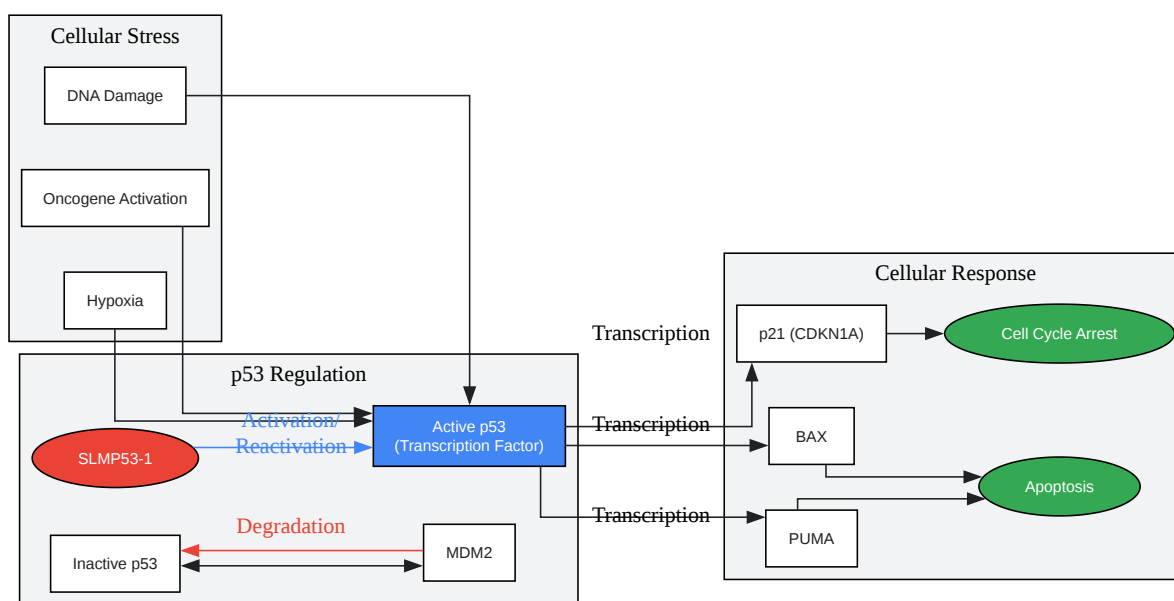 Cellular Stress
DNA Damage
Oncogene Activation
Hypoxia
p53 Regulation
Activation/
Reactivation
SLMP53-1
Active p53
(Transcription Factor)
Degradation
Inactive p53
MDM2
Transcription
Transcription
Transcription
Cellular Response
p21 (CDKN1A)
Cell Cycle Arrest
BAX
Apoptosis
PUMA